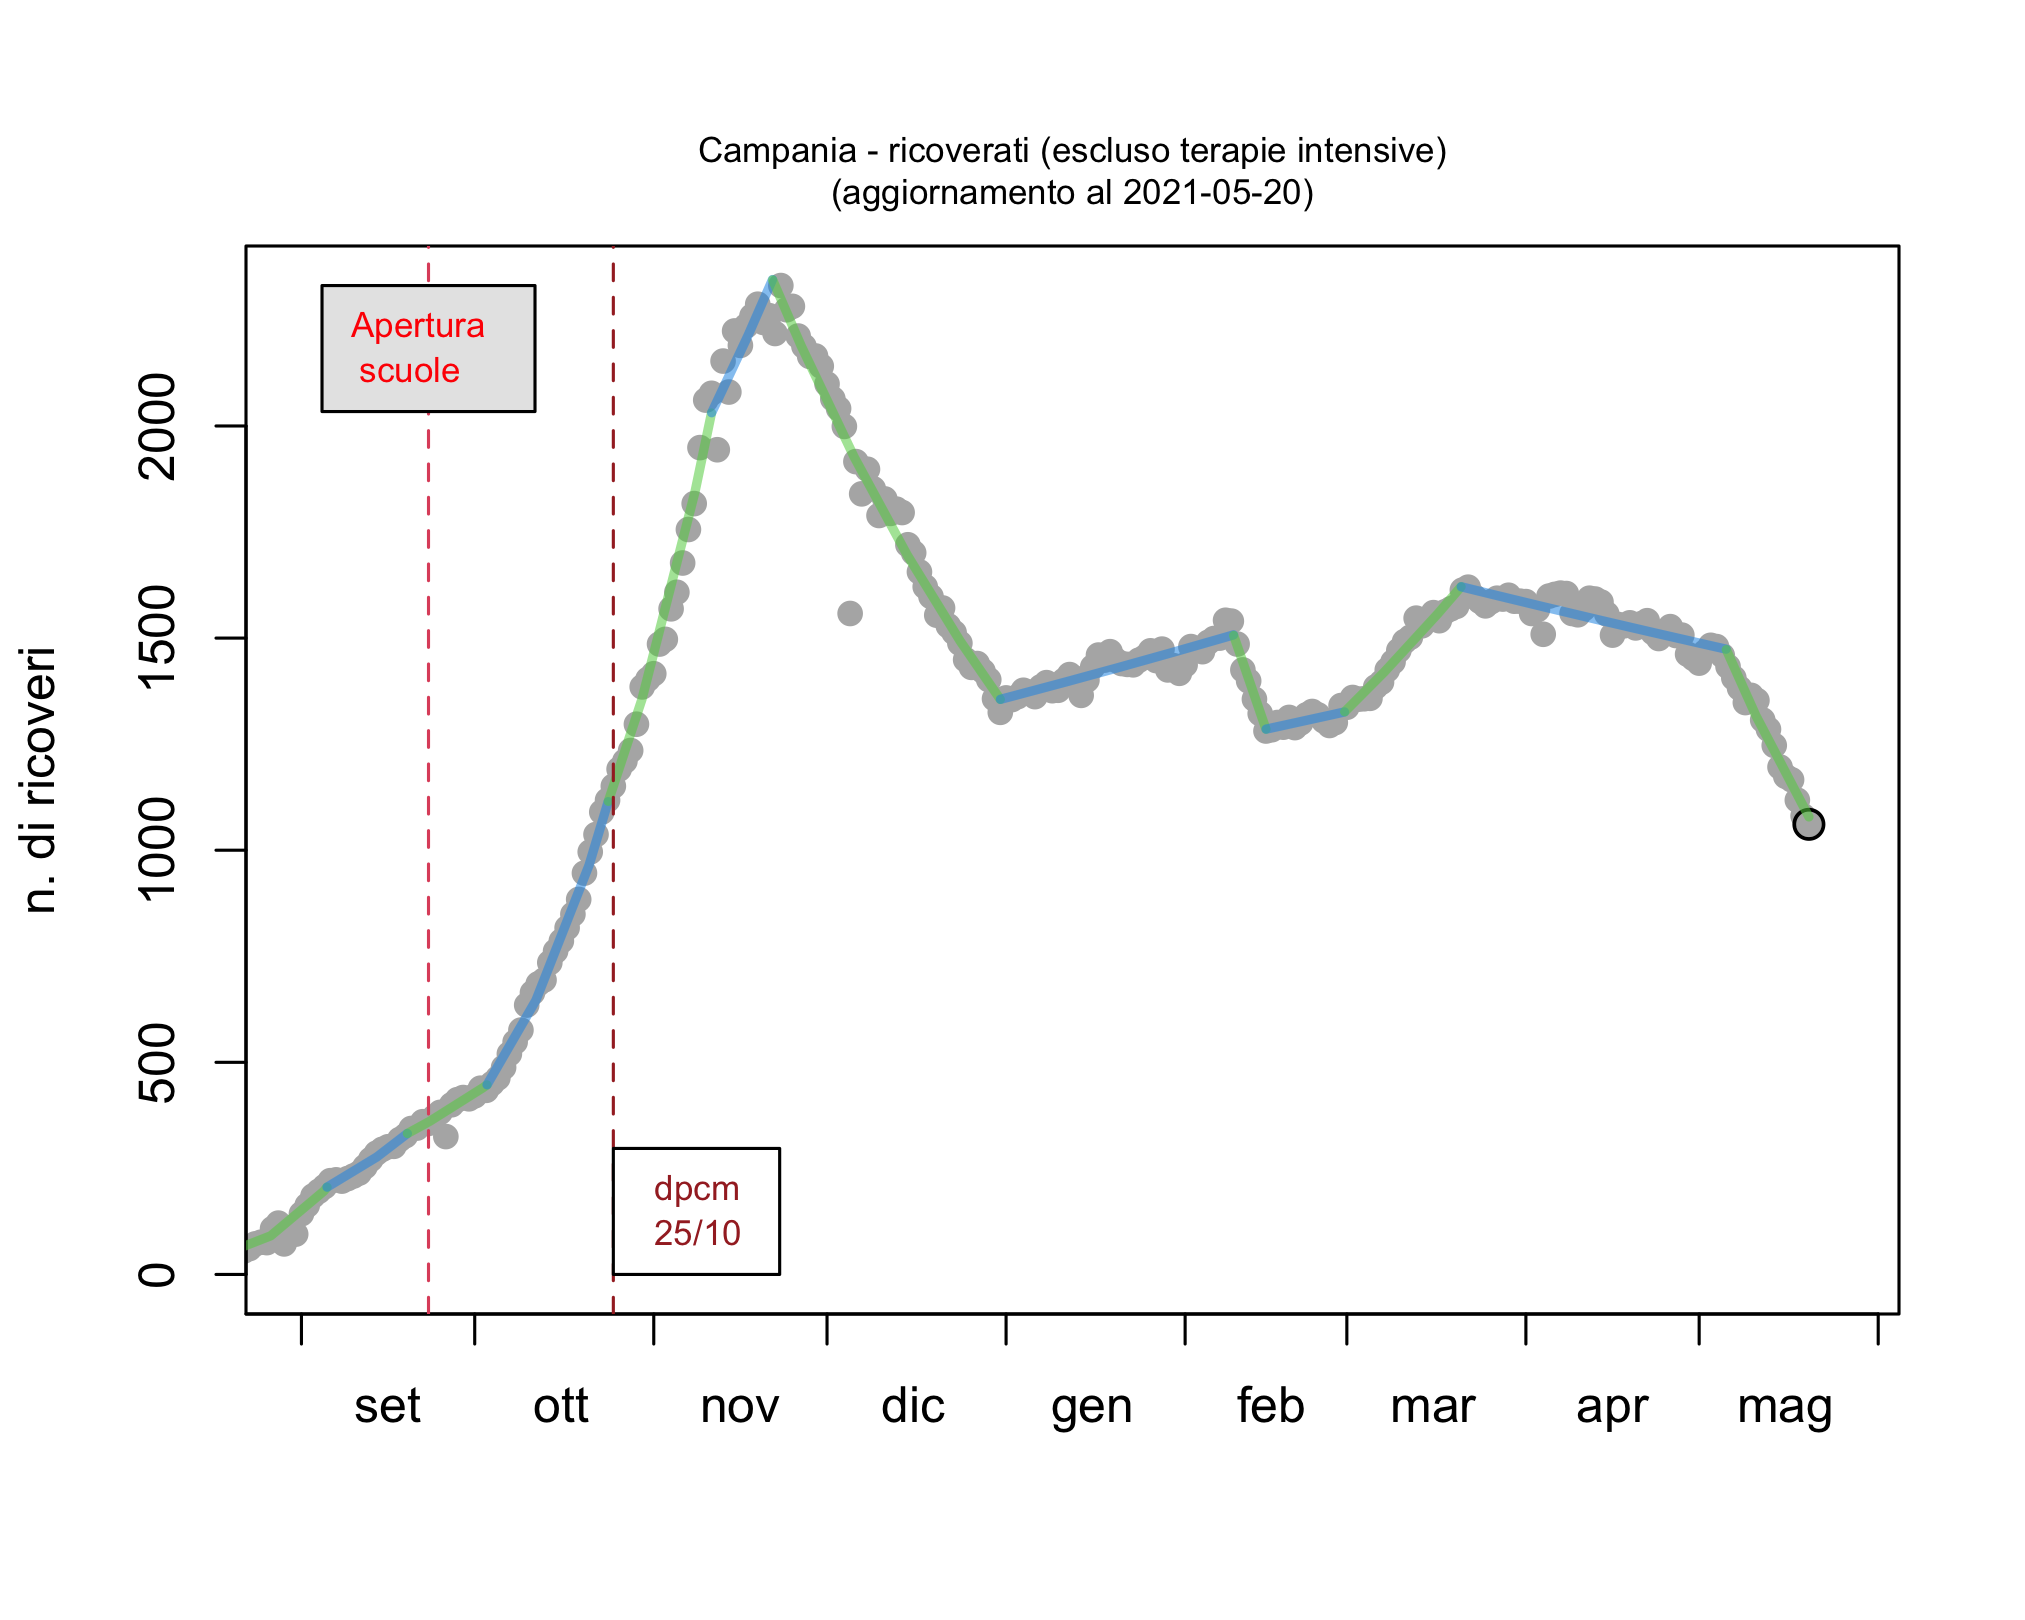 Campania - ricoverati (escluso terapie intensive)
(aggiornamento al 2021-05-20)
Apertura
scuole
dpcm
25/10
n. di ricoveri
2000
1500
1000
500
0
set ott nov dic gen feb mar apr mag